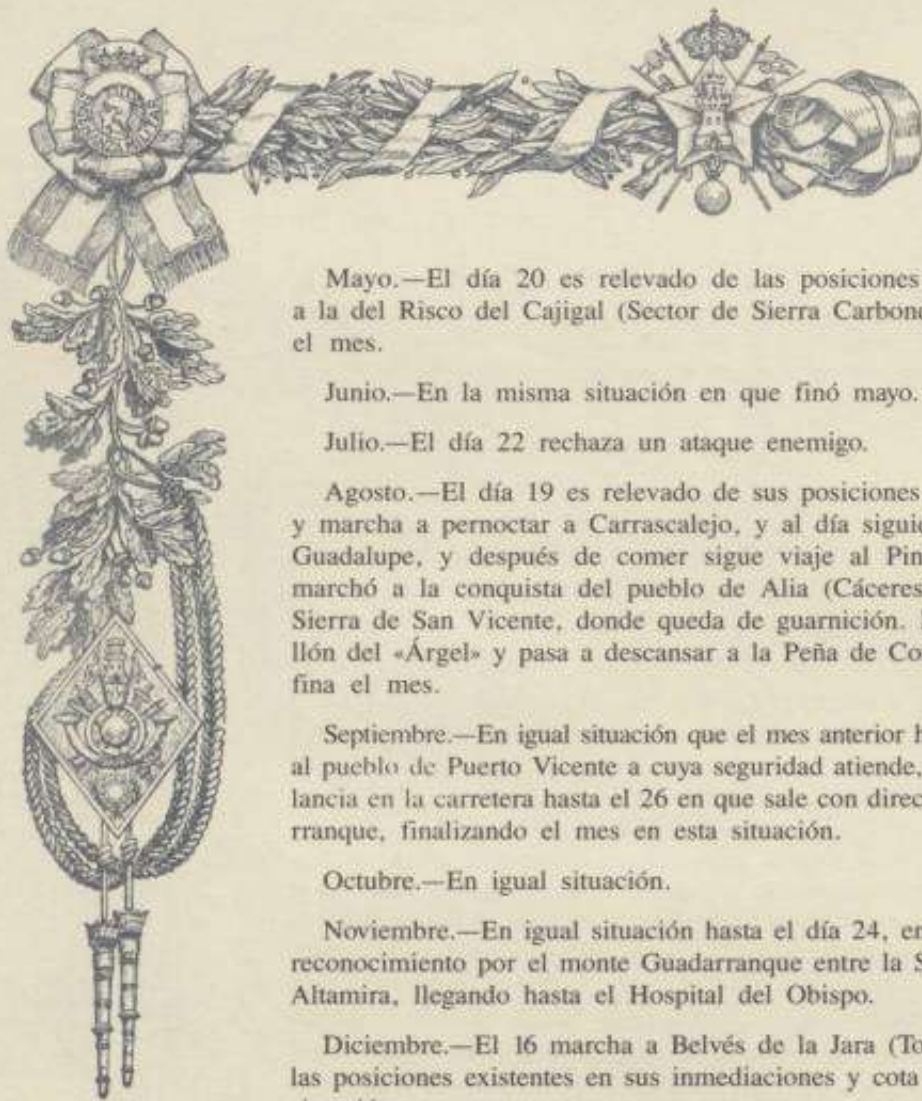 Mayo.—El día 20 es relevado de las posiciones
a la del Risco del Cajigal (Sector de Sierra Carbone
el mes.
Junio.—En la misma situación en que finó mayo.
Julio.—El día 22 rechaza un ataque enemigo.
Agosto.—El día 19 es relevado de sus posiciones
y marcha a pernoctar a Carrascalejo, y al día sigui
Guadalupe, y después de comer sigue viaje al Pin
marchó a la conquista del pueblo de Alia (Cáceres
Sierra de San Vicente, donde queda de guarnición.
llón del «Árgel» y pasa a descansar a la Peña de Co
fina el mes.
Septiembre.—En igual situación que el mes anterior h
al pueblo de Puerto Vicente a cuya seguridad atiende,
lancia en la carretera hasta el 26 en que sale con direc
rranque, finalizando el mes en esta situación.
Octubre.—En igual situación.
Noviembre.—En igual situación hasta el día 24, en
reconocimiento por el monte Guadarranque entre la S
Altamira, llegando hasta el Hospital del Obispo.
Diciembre.—El 16 marcha a Belvés de la Jara (To
las posiciones existentes en sus inmediaciones y cota